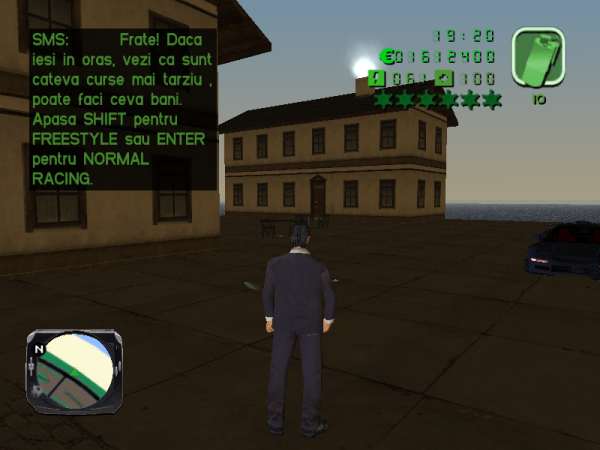 SMS: Frate! Daca
iesi in oras, vezi ca sunt
cateva curse mai tarziu ,
poate faci ceva bani.
Apasa SHIFT pentru
FREESTYLE sau ENTER
pentru NORMAL
RACING.
19:20
€01612400
061 100
10
N